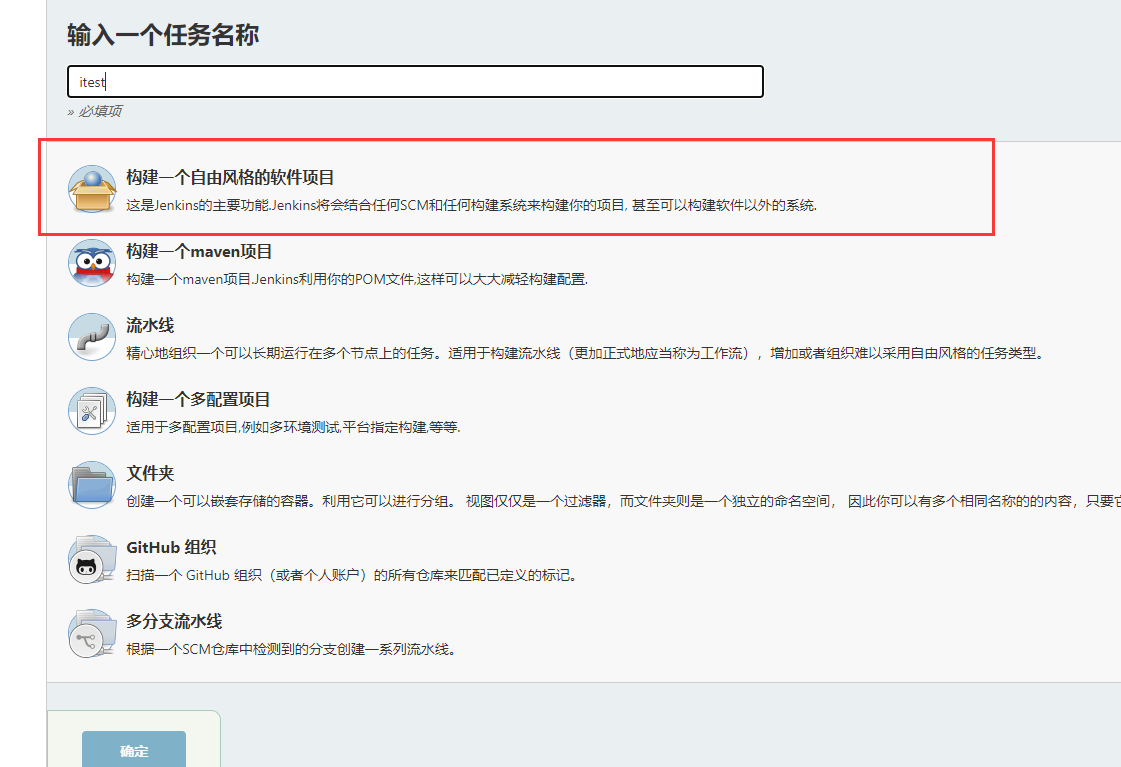 输入一个任务名称
itest
» 必填项
构建一个自由风格的软件项目
这是Jenkins的主要功能.Jenkins将会结合任何SCM和任何构建系统来构建你的项目, 甚至可以构建软件以外的系统.
构建一个maven项目
构建一个maven项目.Jenkins利用你的POM文件,这样可以大大减轻构建配置.
流水线
精心地组织一个可以长期运行在多个节点上的任务。适用于构建流水线（更加正式地应当称为工作流），增加或者组织难以采用自由风格的任务类型。
构建一个多配置项目
适用于多配置项目,例如多环境测试,平台指定构建,等等.
文件夹
创建一个可以嵌套存储的容器。利用它可以进行分组。 视图仅仅是一个过滤器，而文件夹则是一个独立的命名空间， 因此你可以有多个相同名称的的内容，只要它
GitHub 组织
扫描一个 GitHub 组织（或者个人账户）的所有仓库来匹配已定义的标记。
多分支流水线
根据一个SCM仓库中检测到的分支创建一系列流水线。
确定